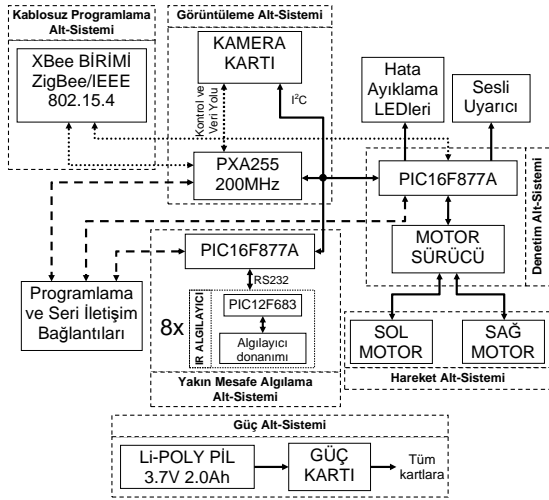 Kablosuz Programlama
Alt-Sistemi
XBee BİRİMİ
ZigBee/IEEE
802.15.4
Görüntüleme Alt-Sistemi
KAMERA
KARTI
Kontrol ve
Veri Yolu
I²C
PXA255
200MHz
Hata
Ayıklama
LEDleri
Sesli
Uyarıcı
PIC16F877A
MOTOR
SÜRÜCÜ
Denetim Alt-Sistemi
SOL
MOTOR
SAĞ
MOTOR
Hareket Alt-Sistemi
Programlama
ve Seri İletişim
Bağlantıları
PIC16F877A
RS232
8x
IR ALGILAYICI
PIC12F683
Algılayıcı
donanımı
Yakın Mesafe Algılama
Alt-Sistemi
Güç Alt-Sistemi
Li-POLY PİL
3.7V 2.0Ah
GÜÇ
KARTI
Tüm
kartlara